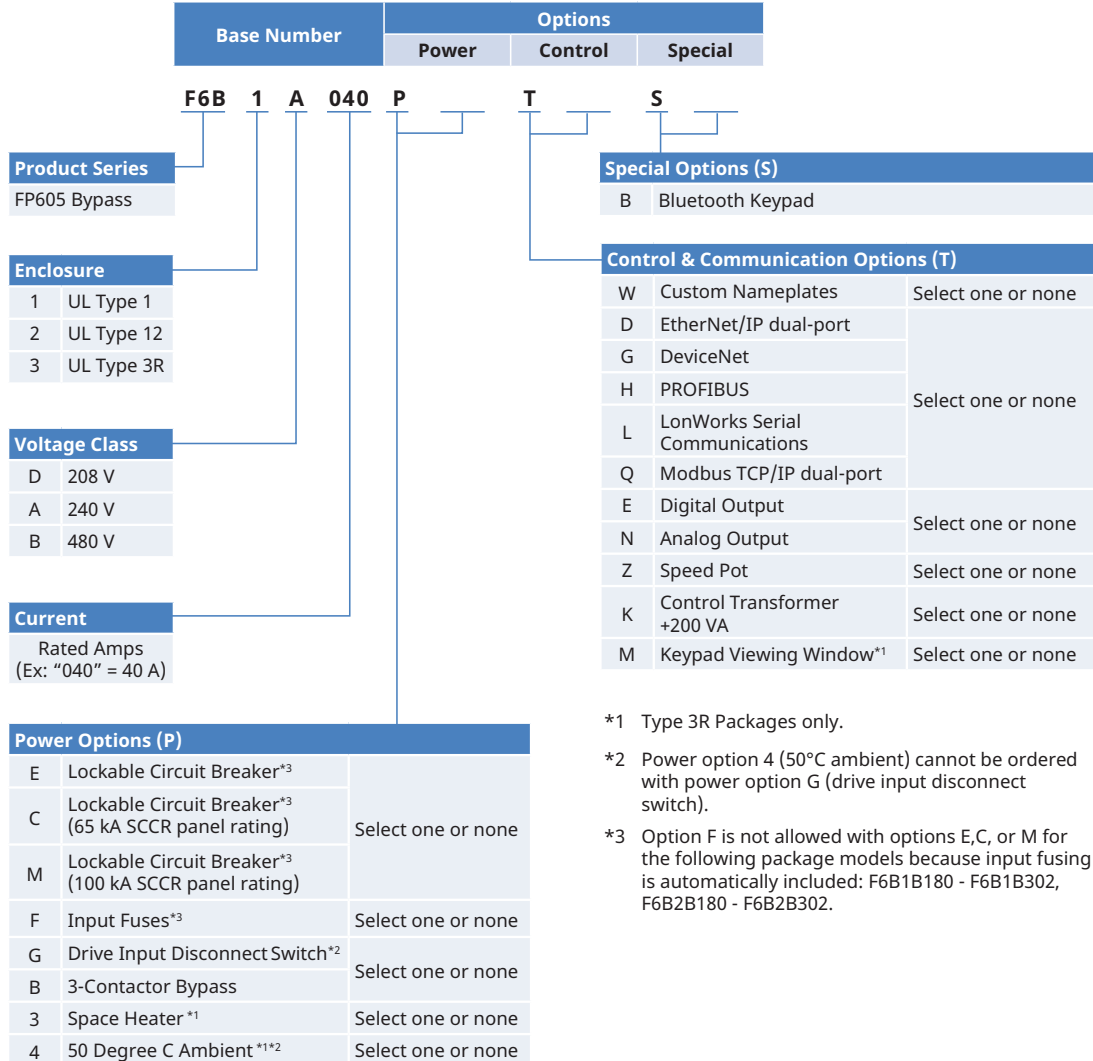 Base Number
Options
Power Control Special
F6B 1 A 040 P T S
Product Series
FP605 Bypass
Enclosure
1 UL Type 1
2 UL Type 12
3 UL Type 3R
Voltage Class
D 208 V
A 240 V
B 480 V
Current
Rated Amps
(Ex: “040” = 40 A)
Power Options (P)
E Lockable Circuit Breaker*3
C Lockable Circuit Breaker*3
(65 kA SCCR panel rating)
M Lockable Circuit Breaker*3
(100 kA SCCR panel rating)
Select one or none
F Input Fuses*3 Select one or none
G Drive Input Disconnect Switch*2
B 3-Contactor Bypass
Select one or none
3 Space Heater *1 Select one or none
4 50 Degree C Ambient *1*2 Select one or none
Special Options (S)
B Bluetooth Keypad
Control & Communication Options (T)
W Custom Nameplates Select one or none
D EtherNet/IP dual-port
G DeviceNet
H PROFIBUS
L LonWorks Serial
Communications
Q Modbus TCP/IP dual-port
Select one or none
E Digital Output
N Analog Output
Select one or none
Z Speed Pot Select one or none
K Control Transformer
+200 VA
Select one or none
M Keypad Viewing Window*1 Select one or none
*1 Type 3R Packages only.
*2 Power option 4 (50°C ambient) cannot be ordered
with power option G (drive input disconnect
switch).
*3 Option F is not allowed with options E,C, or M for
the following package models because input fusing
is automatically included: F6B1B180 - F6B1B302,
F6B2B180 - F6B2B302.